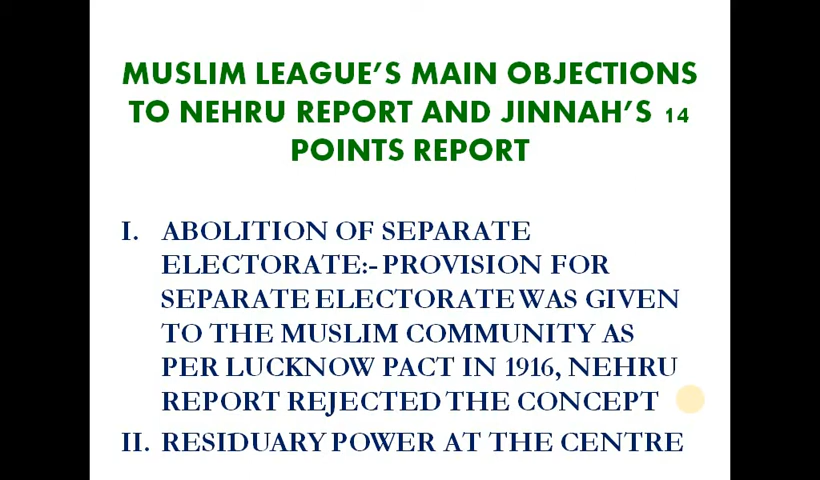 MUSLIM LEAGUE’S MAIN OBJECTIONS
TO NEHRU REPORT AND JINNAH’S 14
POINTS REPORT
I. ABOLITION OF SEPARATE
ELECTORATE:- PROVISION FOR
SEPARATE ELECTORATE WAS GIVEN
TO THE MUSLIM COMMUNITY AS
PER LUCKNOW PACT IN 1916, NEHRU
REPORT REJECTED THE CONCEPT
II. RESIDUARY POWER AT THE CENTRE